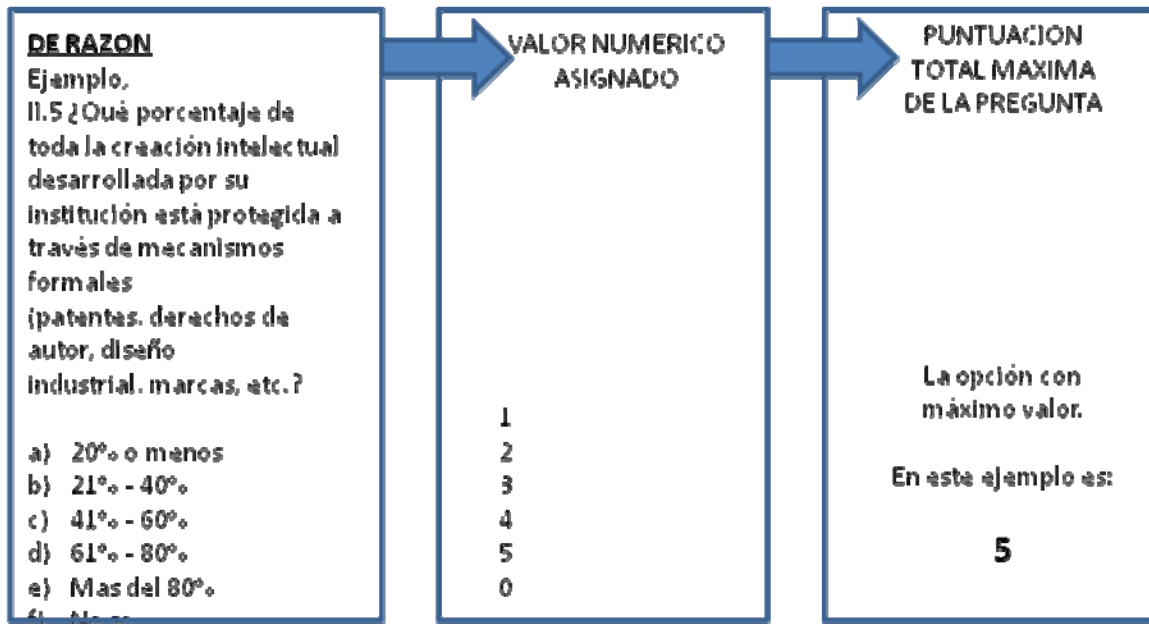 DE RAZON
Ejemplo,
II.5 ¿Qué porcentaje de
toda la creación intelectual
desarrollada por su
institución está protegida a
través de mecanismos
formales
(patentes. derechos de
autor, diseño
industrial. marcas, etc.?
a) 20% o menos
b) 21% - 40%
c) 41% - 60%
d) 61% - 80%
e) Mas del 80%
VALOR NUMERICO
ASIGNADO
1
2
3
4
5
0
PUNTUACION
TOTAL MAXIMA
DE LA PREGUNTA
La opción con
máximo valor.
En este ejemplo es:
5